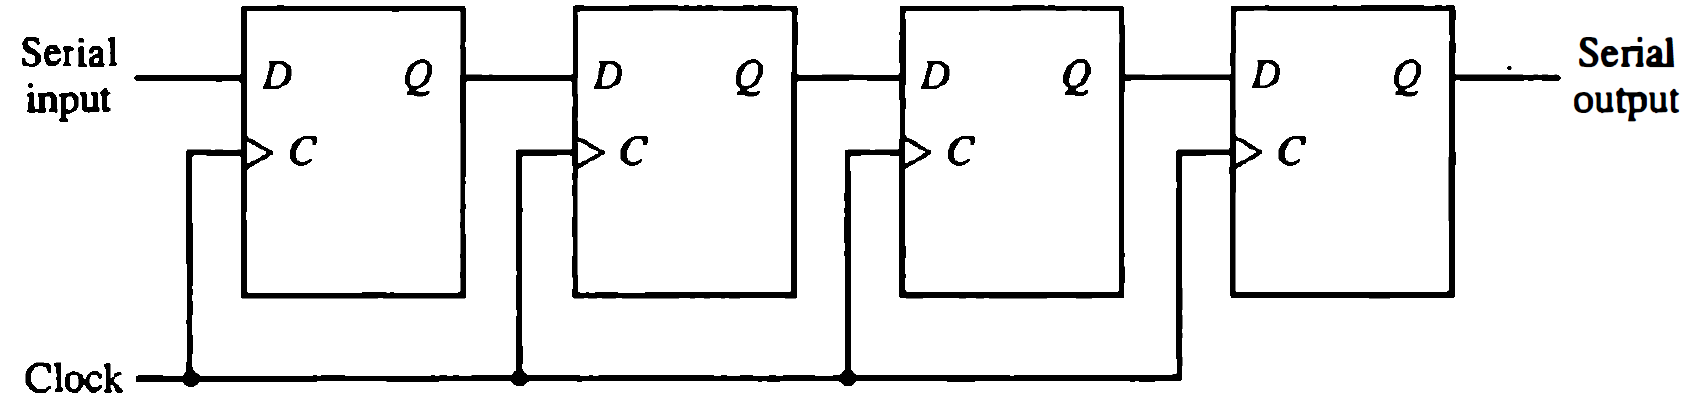 Serial
input
D Q D Q D Q D Q
C C C C
Serial
output
Clock